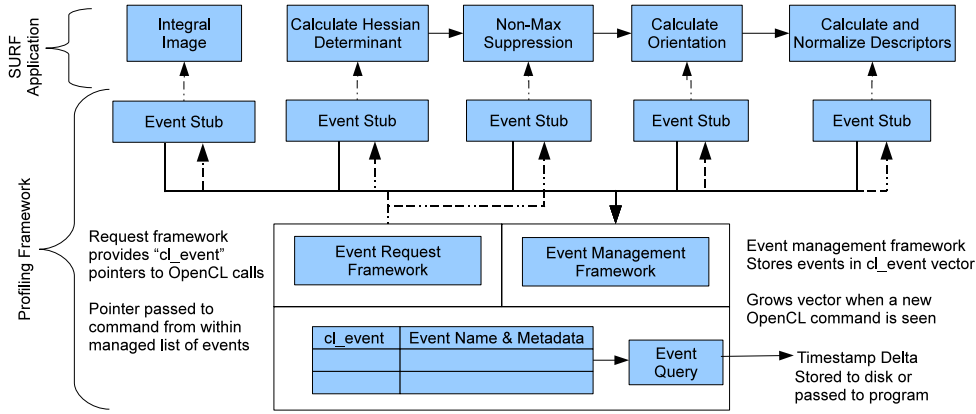 SURF
Application
Integral
Image
Calculate Hessian
Determinant
Non-Max
Suppression
Calculate
Orientation
Calculate and
Normalize Descriptors
Profiling Framework
Event Stub
Event Stub
Event Stub
Event Stub
Event Stub
Request framework
provides “cl_event”
pointers to OpenCL calls
Pointer passed to
command from within
managed list of events
Event Request
Framework
Event Management
Framework
Event management framework
Stores events in cl_event vector
Grows vector when a new
OpenCL command is seen
cl_event
Event Name & Metadata
Event
Query
Timestamp Delta
Stored to disk or
passed to program